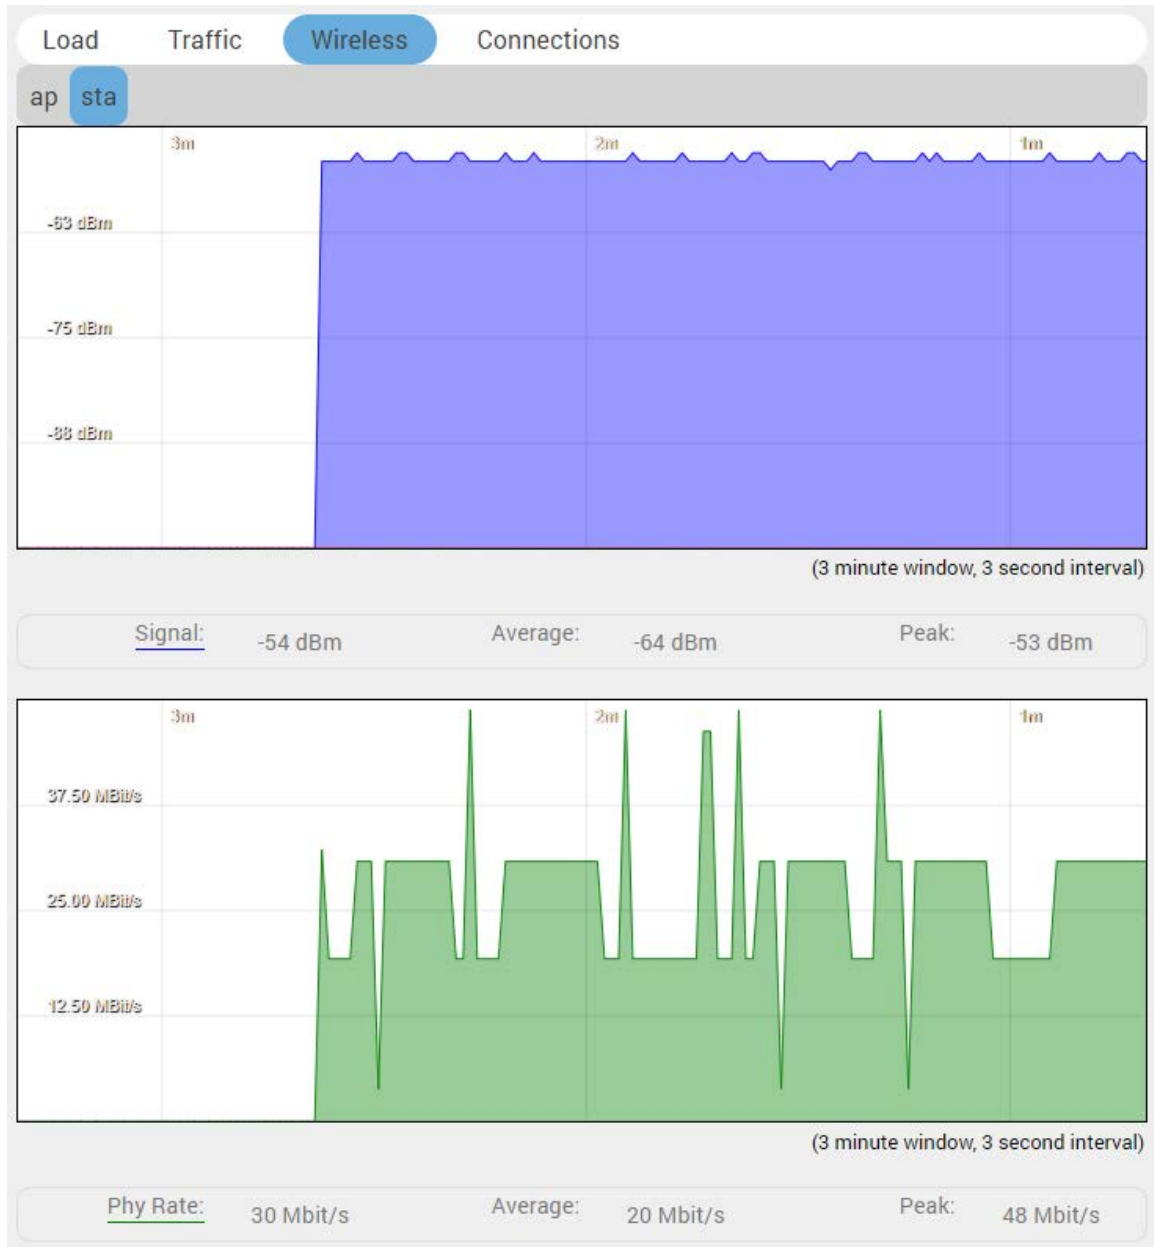 Load Traffic Wireless Connections
ap sta
3m 2m 1m
-63 dBm
-75 dBm
-88 dBm
(3 minute window, 3 second interval)
Signal: -54 dBm Average: -64 dBm Peak: -53 dBm
3m 2m 1m
37.50 MBit/s
25.00 MBit/s
12.50 MBit/s
(3 minute window, 3 second interval)
Phy Rate: 30 Mbit/s Average: 20 Mbit/s Peak: 48 Mbit/s